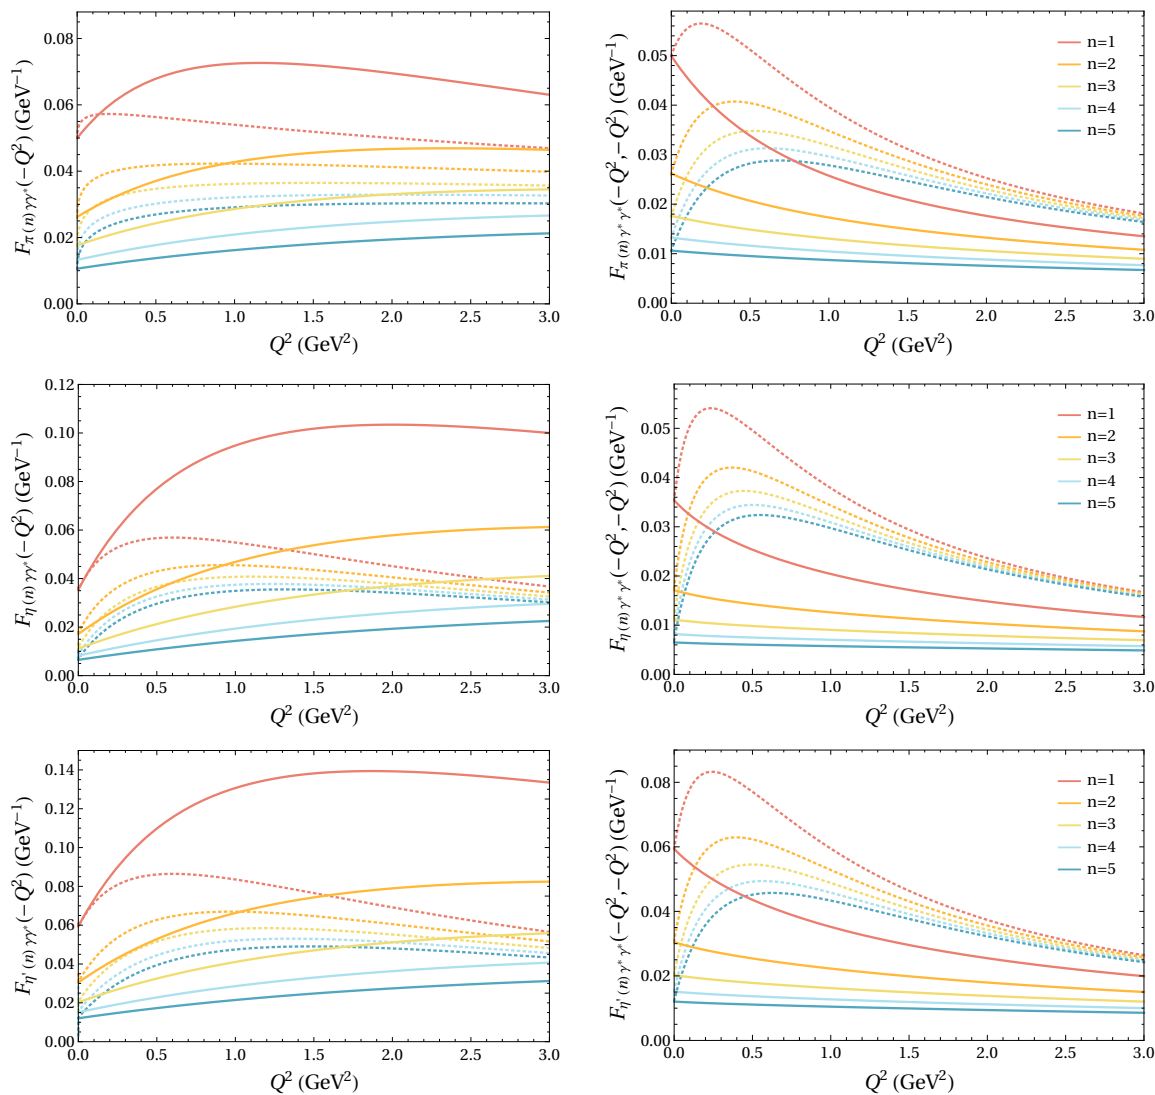 F_{π(n)γγ*}(−Q²) (GeV⁻¹)
0.08
0.06
0.04
0.02
0.00
0.0 0.5 1.0 1.5 2.0 2.5 3.0
Q² (GeV²)
F_{π(n)γ*γ*}(−Q²,−Q²) (GeV⁻¹)
0.05
0.04
0.03
0.02
0.01
0.00
n=1
n=2
n=3
n=4
n=5
0.0 0.5 1.0 1.5 2.0 2.5 3.0
Q² (GeV²)
F_{η(n)γγ*}(−Q²) (GeV⁻¹)
0.12
0.10
0.08
0.06
0.04
0.02
0.00
0.0 0.5 1.0 1.5 2.0 2.5 3.0
Q² (GeV²)
F_{η(n)γ*γ*}(−Q²,−Q²) (GeV⁻¹)
0.05
0.04
0.03
0.02
0.01
0.00
n=1
n=2
n=3
n=4
n=5
0.0 0.5 1.0 1.5 2.0 2.5 3.0
Q² (GeV²)
F_{η'(n)γγ*}(−Q²) (GeV⁻¹)
0.14
0.12
0.10
0.08
0.06
0.04
0.02
0.00
0.0 0.5 1.0 1.5 2.0 2.5 3.0
Q² (GeV²)
F_{η'(n)γ*γ*}(−Q²,−Q²) (GeV⁻¹)
0.08
0.06
0.04
0.02
0.00
n=1
n=2
n=3
n=4
n=5
0.0 0.5 1.0 1.5 2.0 2.5 3.0
Q² (GeV²)